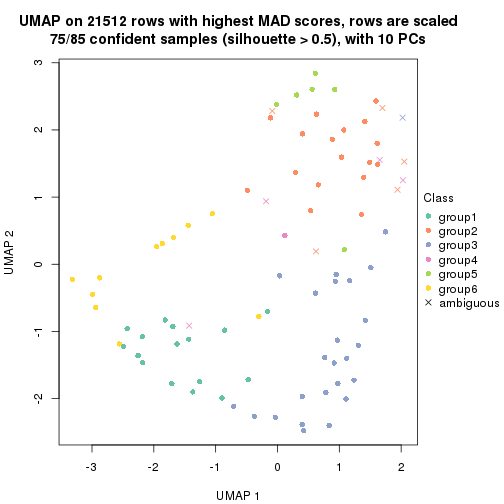 UMAP on 21512 rows with highest MAD scores, rows are scaled
75/85 confident samples (silhouette > 0.5), with 10 PCs
3
2
1
0
-1
-2
UMAP 2
-3
-2
-1
0
1
2
UMAP 1
Class
group1
group2
group3
group4
group5
group6
ambiguous